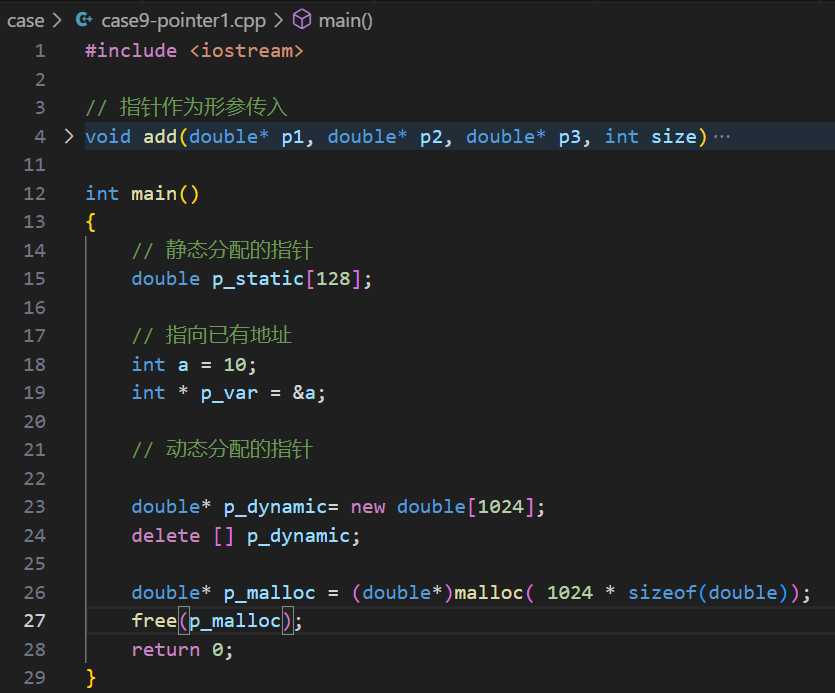 case > case9-pointer1.cpp > main()
1 #include <iostream>
2
3 // 指针作为形参传入
4 > void add(double* p1, double* p2, double* p3, int size)···
11
12 int main()
13 {
14     // 静态分配的指针
15     double p_static[128];
16
17     // 指向已有地址
18     int a = 10;
19     int * p_var = &a;
20
21     // 动态分配的指针
22
23     double* p_dynamic= new double[1024];
24     delete [] p_dynamic;
25
26     double* p_malloc = (double*)malloc( 1024 * sizeof(double));
27     free(p_malloc);
28     return 0;
29 }